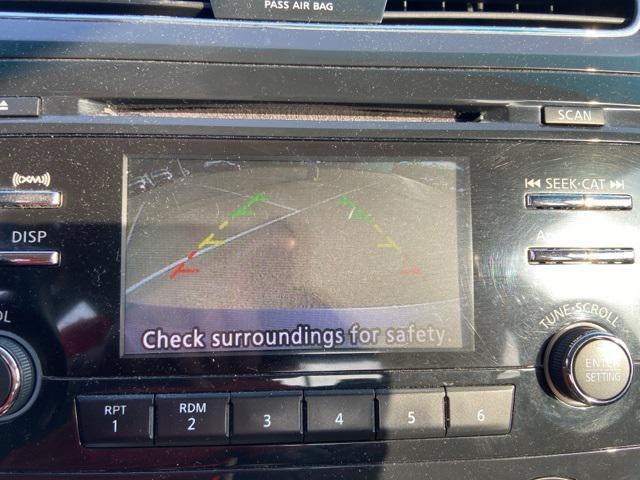 PASS AIR BAG
SCAN
XM
SEEK·CAT
DISP
Check surroundings for safety.
TUNE·SCROLL
ENTER
SETTING
RPT
1
RDM
2
3
4
5
6